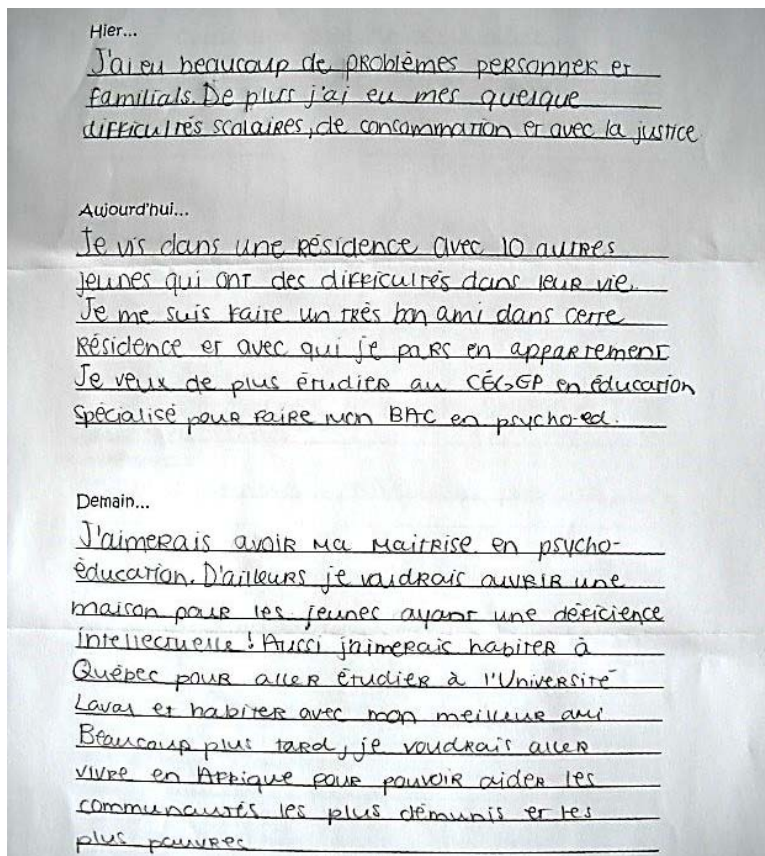 Hier...
J'ai eu beaucoup de problèmes personnek et
familials. De plus j'ai eu mes quelque
difficultés scolaires, de consommation et avec la justice
Aujourd'hui...
Je vis dans une résidence avec 10 autres
jeunes qui ont des difficultés dans leur vie.
Je me suis faite un très bon ami dans cette
résidence et avec qui je pars en appartement
Je veux de plus étudier au CÉGEP en éducation
spécialisé pour faire mon BAC en psycho-ed.
Demain...
J'aimerais avoir ma maitrise en psycho-
éducation. D'ailleurs je voudrais ouvrir une
maison pour les jeunes ayant une déficience
intellectuelle ! Aussi j'aimerais habiter à
Québec pour aller étudier à l'Université
Laval et habiter avec mon meilleur ami
Beaucoup plus tard, je voudrais aller
vivre en Afrique pour pouvoir aider les
communautés les plus démunis et les
plus pauvres